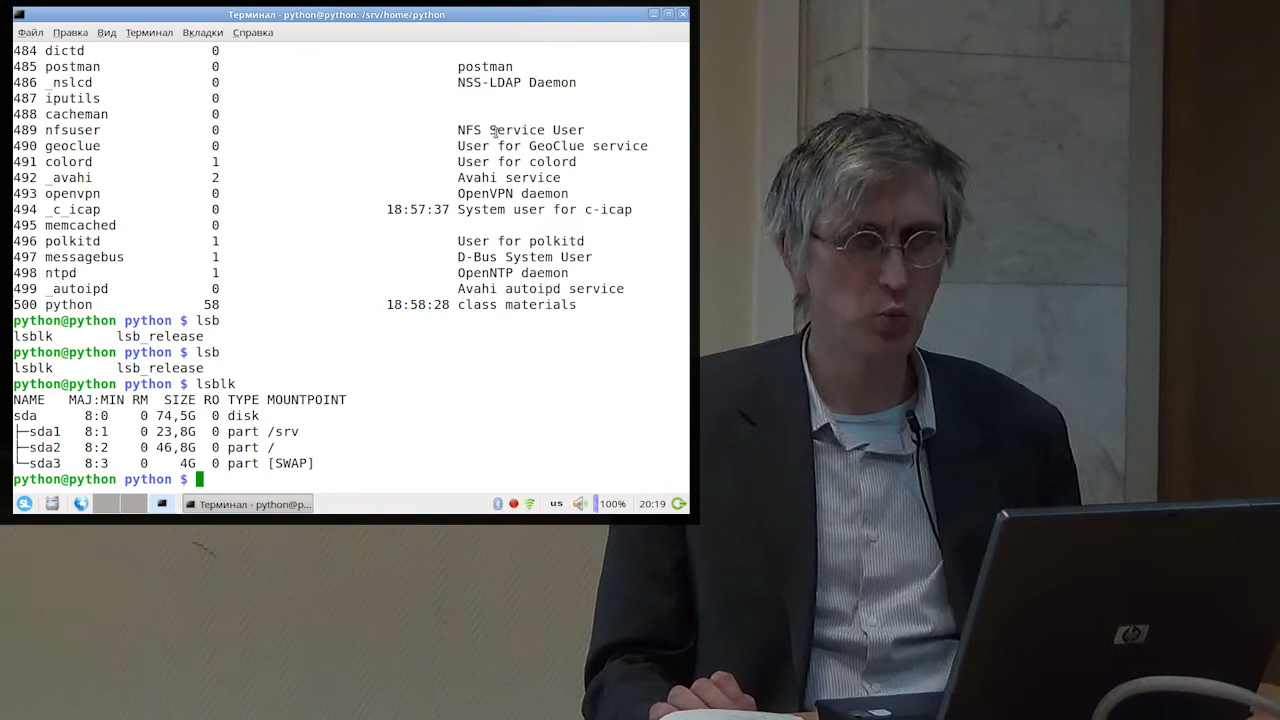 Терминал - python@python: /srv/home/python
Файл Правка Вид Терминал Вкладки Справка
484 dictd 0
485 postman 0 postman
486 _nslcd 0 NSS-LDAP Daemon
487 iputils 0
488 cacheman 0
489 nfsuser 0 NFS Service User
490 geoclue 0 User for GeoClue service
491 colord 1 User for colord
492 _avahi 2 Avahi service
493 openvpn 0 OpenVPN daemon
494 _c_icap 0 18:57:37 System user for c-icap
495 memcached 0
496 polkitd 1 User for polkitd
497 messagebus 1 D-Bus System User
498 ntpd 1 OpenNTP daemon
499 _autoipd 0 Avahi autoipd service
500 python 58 18:58:28 class materials
python@python python $ lsb
lsblk lsb_release
python@python python $ lsb
lsblk lsb_release
python@python python $ lsblk
NAME MAJ:MIN RM SIZE RO TYPE MOUNTPOINT
sda 8:0 0 74,5G 0 disk
├─sda1 8:1 0 23,8G 0 part /srv
├─sda2 8:2 0 46,8G 0 part /
└─sda3 8:3 0 4G 0 part [SWAP]
python@python python $
SL Терминал - python@p... us 100% 20:19
hp